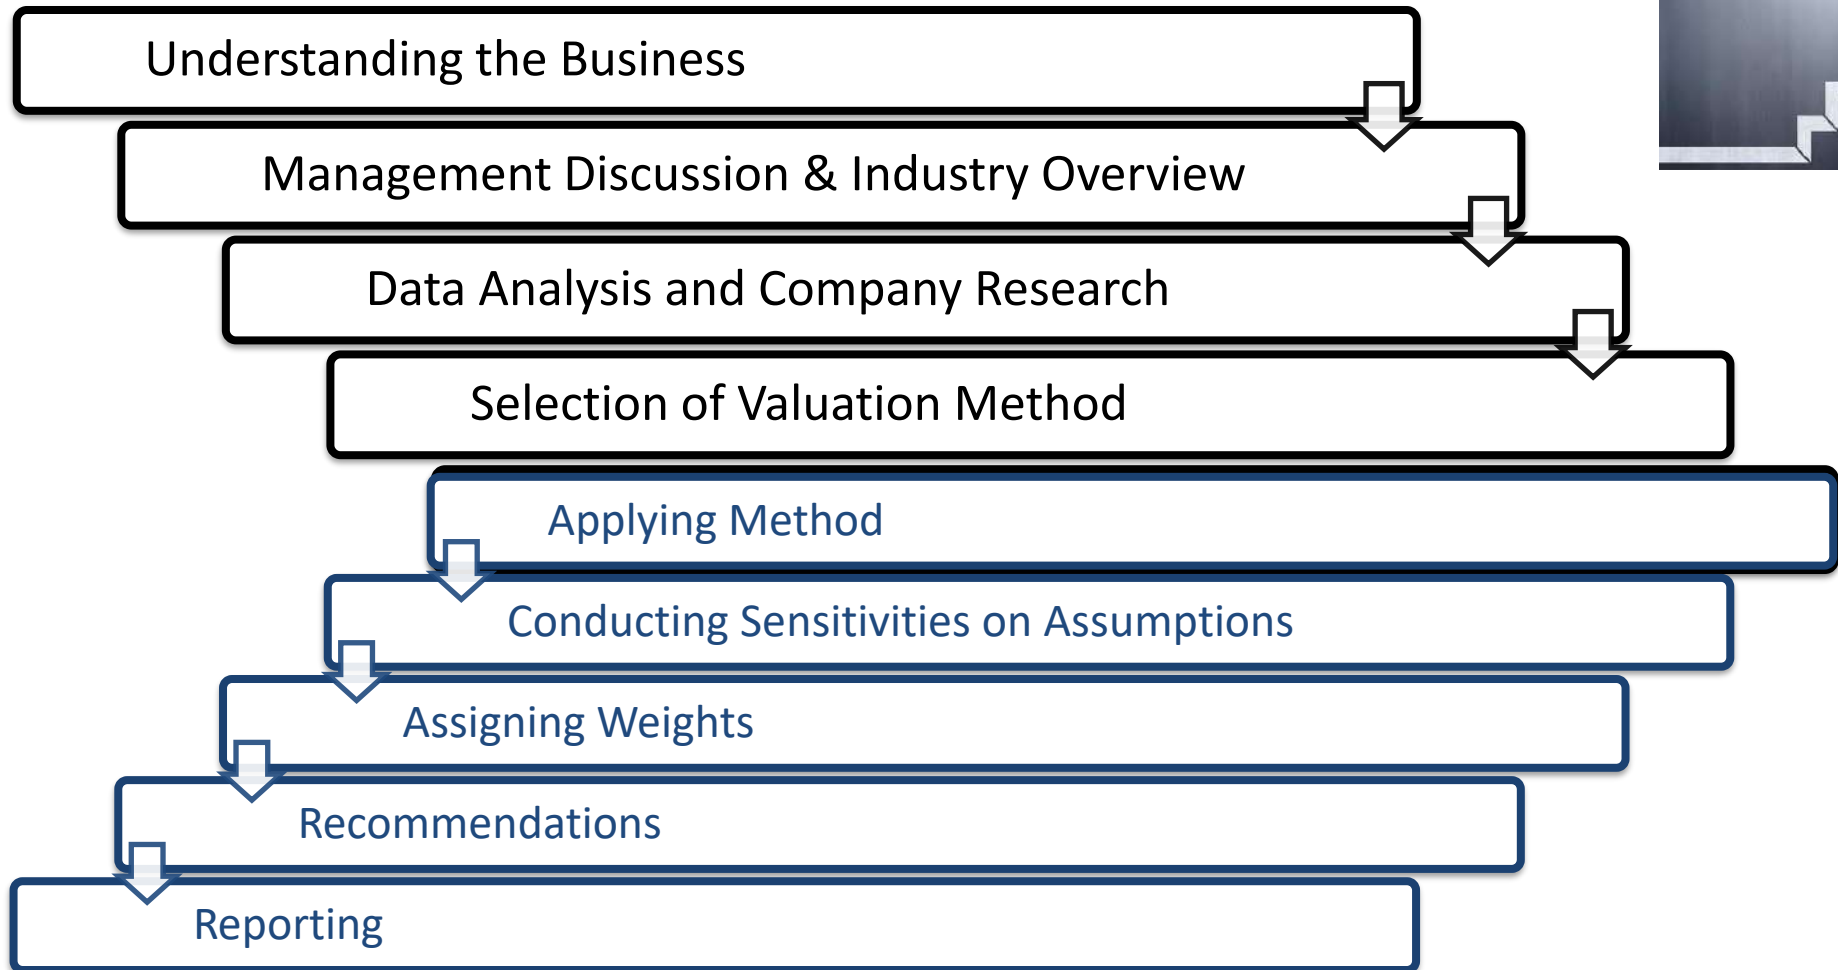 Understanding the Business
Management Discussion & Industry Overview
Data Analysis and Company Research
Selection of Valuation Method
Applying Method
Conducting Sensitivities on Assumptions
Assigning Weights
Recommendations
Reporting